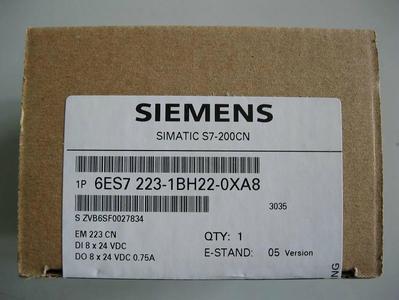 SIEMENS
SIMATIC S7-200CN
1P 6ES7 223-1BH22-0XA8
S ZVB6SF0027834
3035
EM 223 CN
DI 8 x 24 VDC
DO 8 x 24 VDC 0.75A
QTY: 1
E-STAND: 05 Version